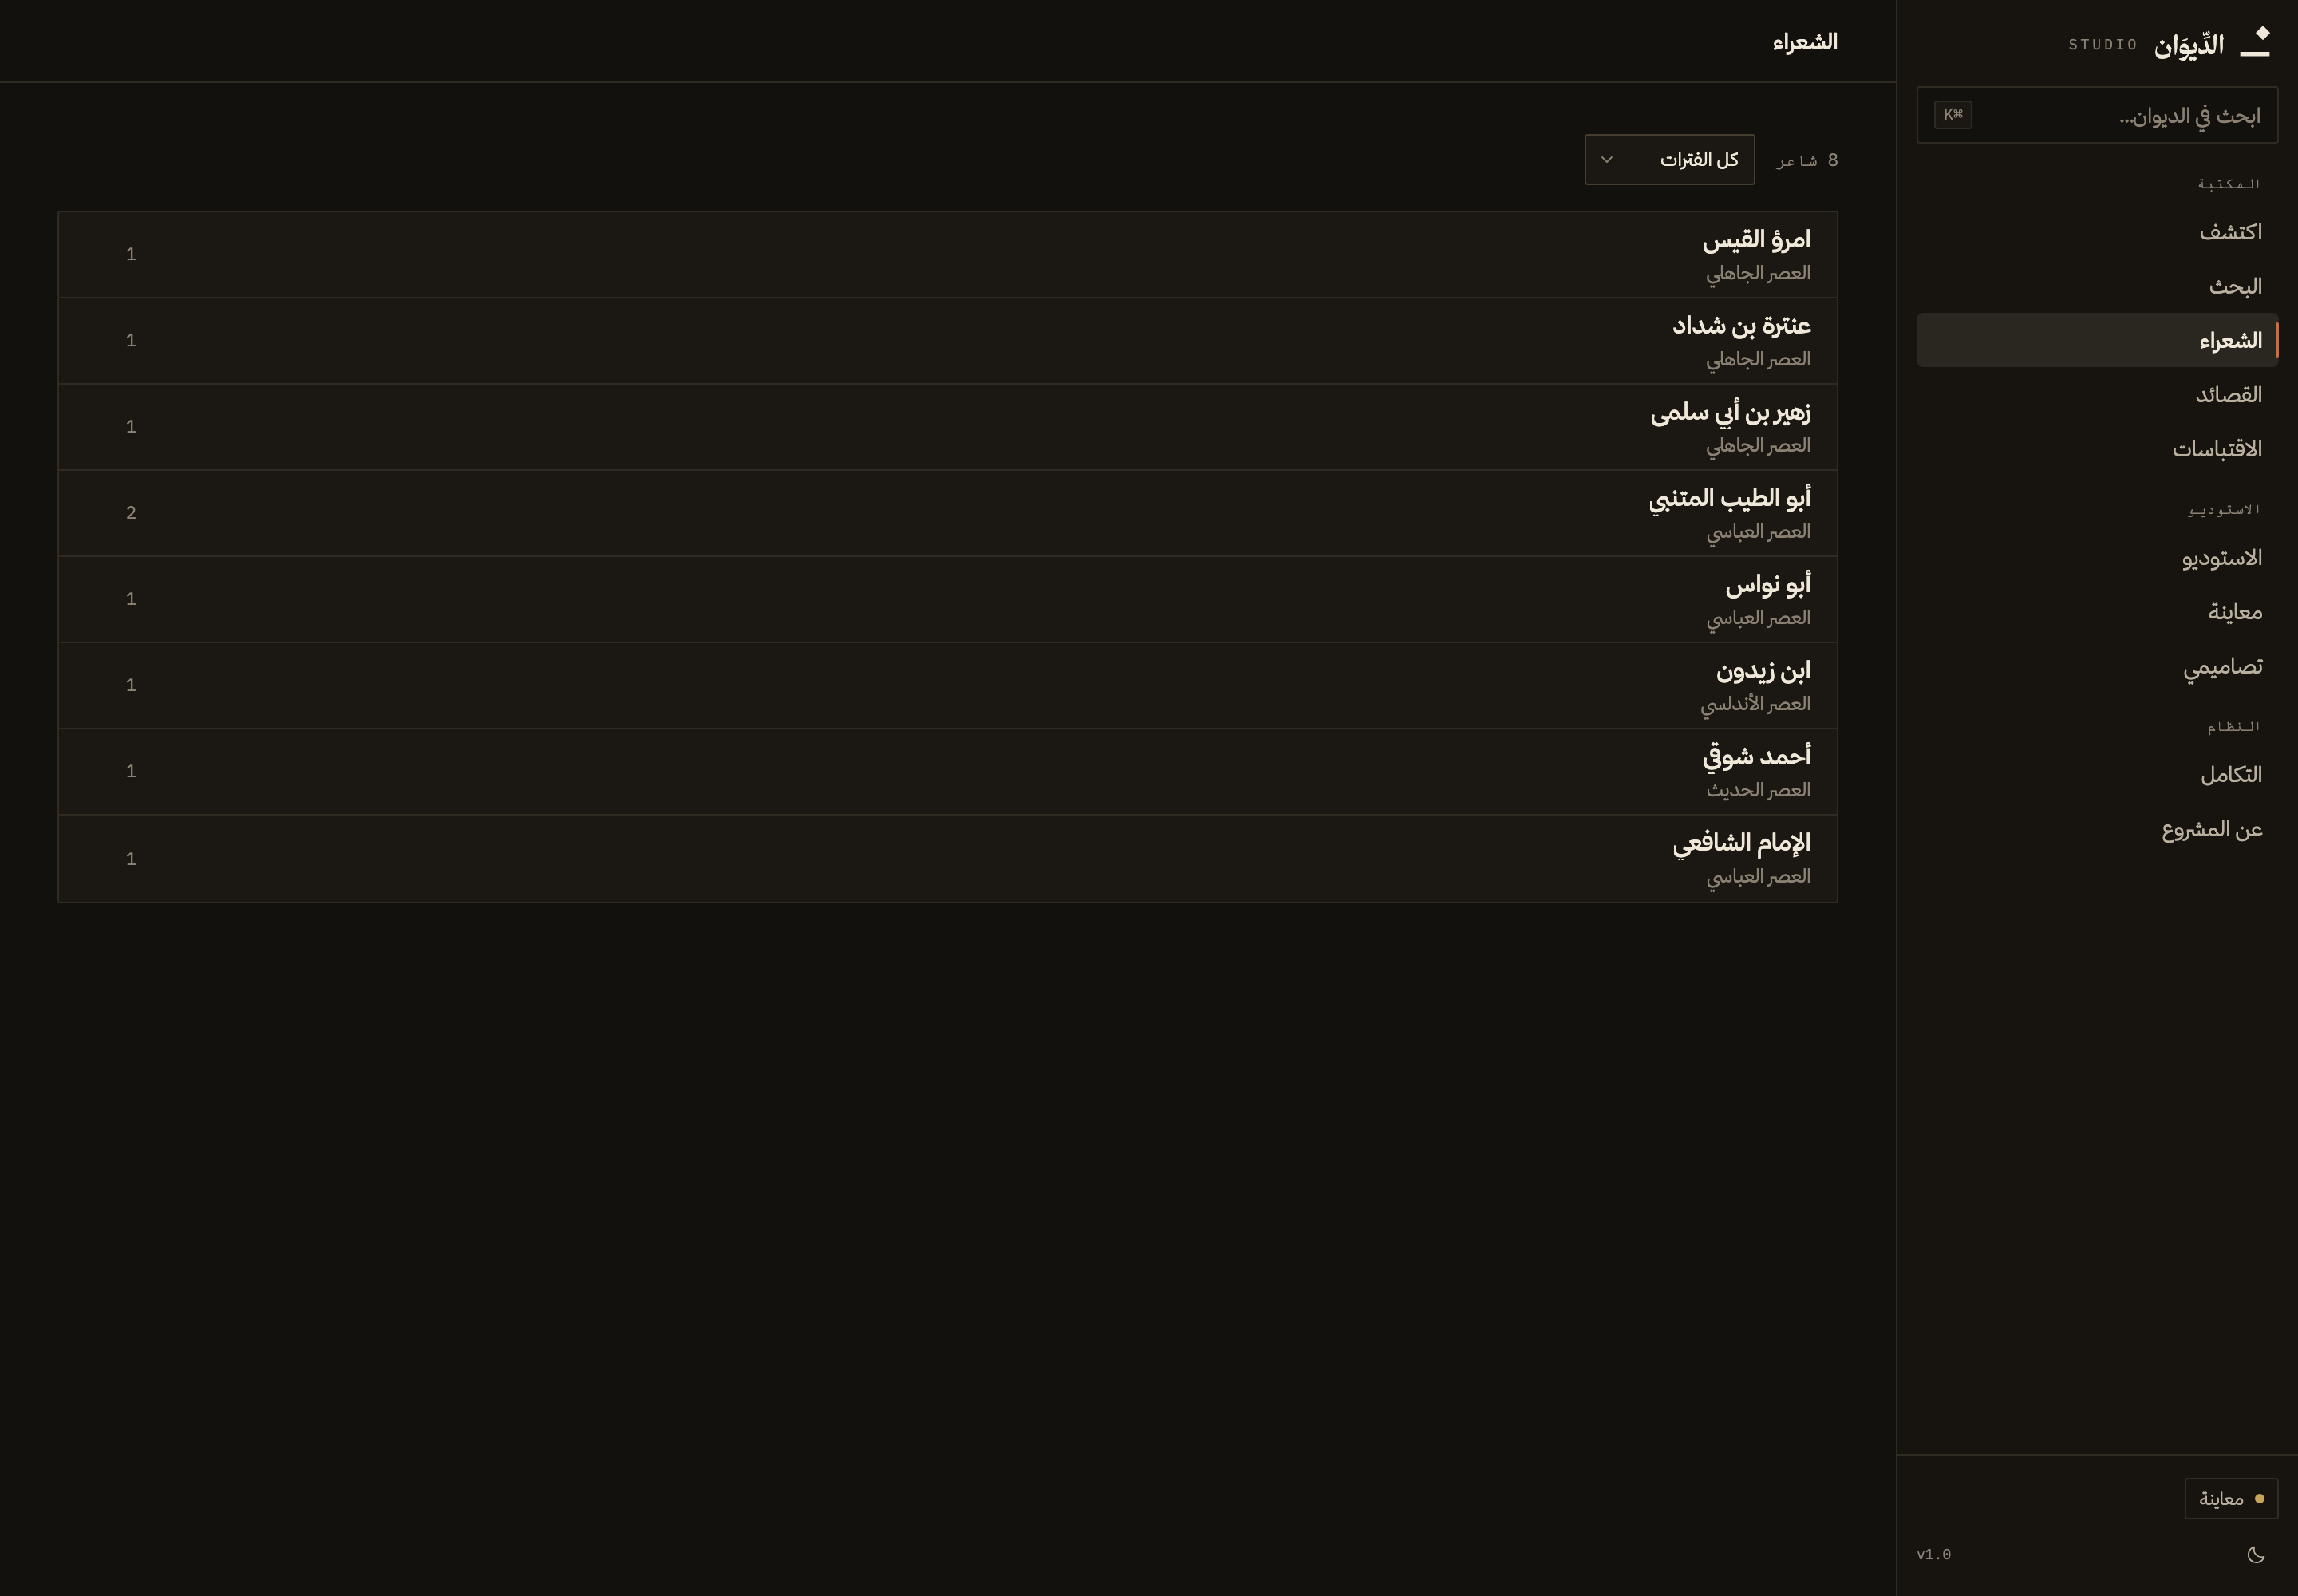 الدِّيوَان STUDIO
ابحث في الديوان... ⌘K
المكتبة
اكتشف
البحث
الشعراء
القصائد
الاقتباسات
الاستوديو
الاستوديو
معاينة
تصاميمي
النظام
التكامل
عن المشروع
معاينة
v1.0
الشعراء
8 شاعر
كل الفترات
امرؤ القيس
العصر الجاهلي
1
عنترة بن شداد
العصر الجاهلي
1
زهير بن أبي سلمى
العصر الجاهلي
1
أبو الطيب المتنبي
العصر العباسي
2
أبو نواس
العصر العباسي
1
ابن زيدون
العصر الأندلسي
1
أحمد شوقي
العصر الحديث
1
الإمام الشافعي
العصر العباسي
1